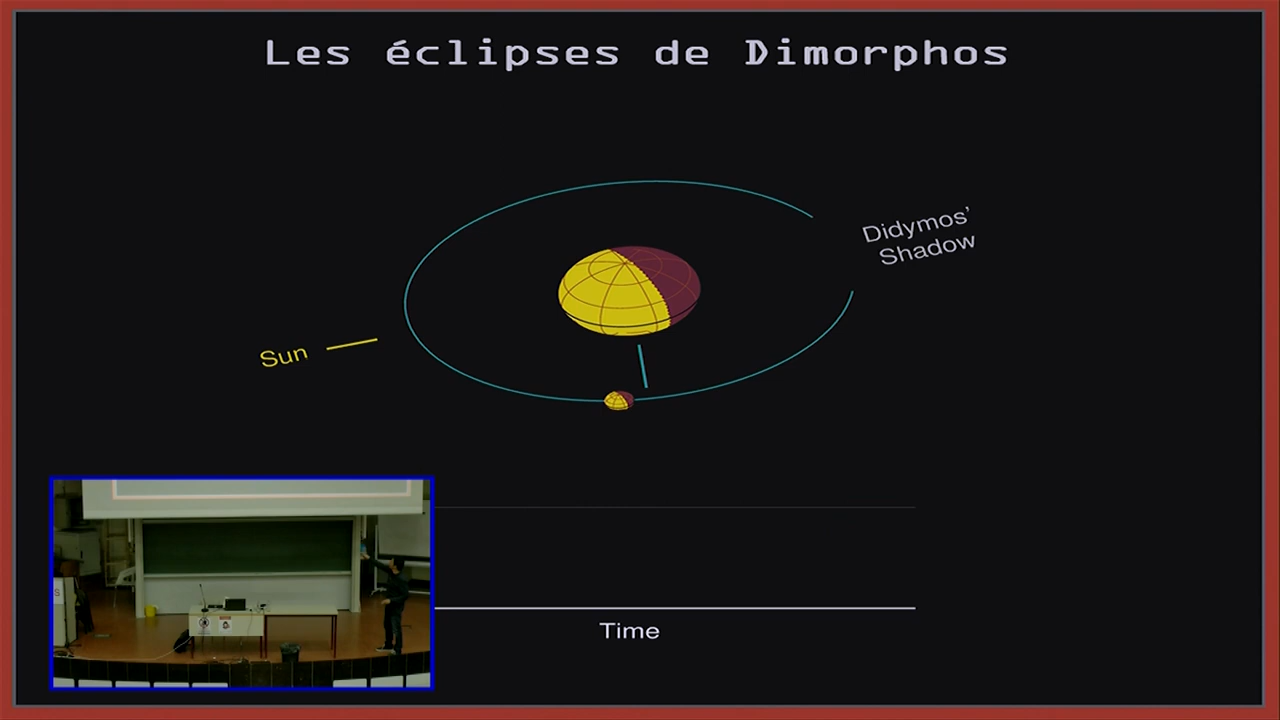 Les éclipses de Dimorphos
Didymos'
Shadow
Sun
Time